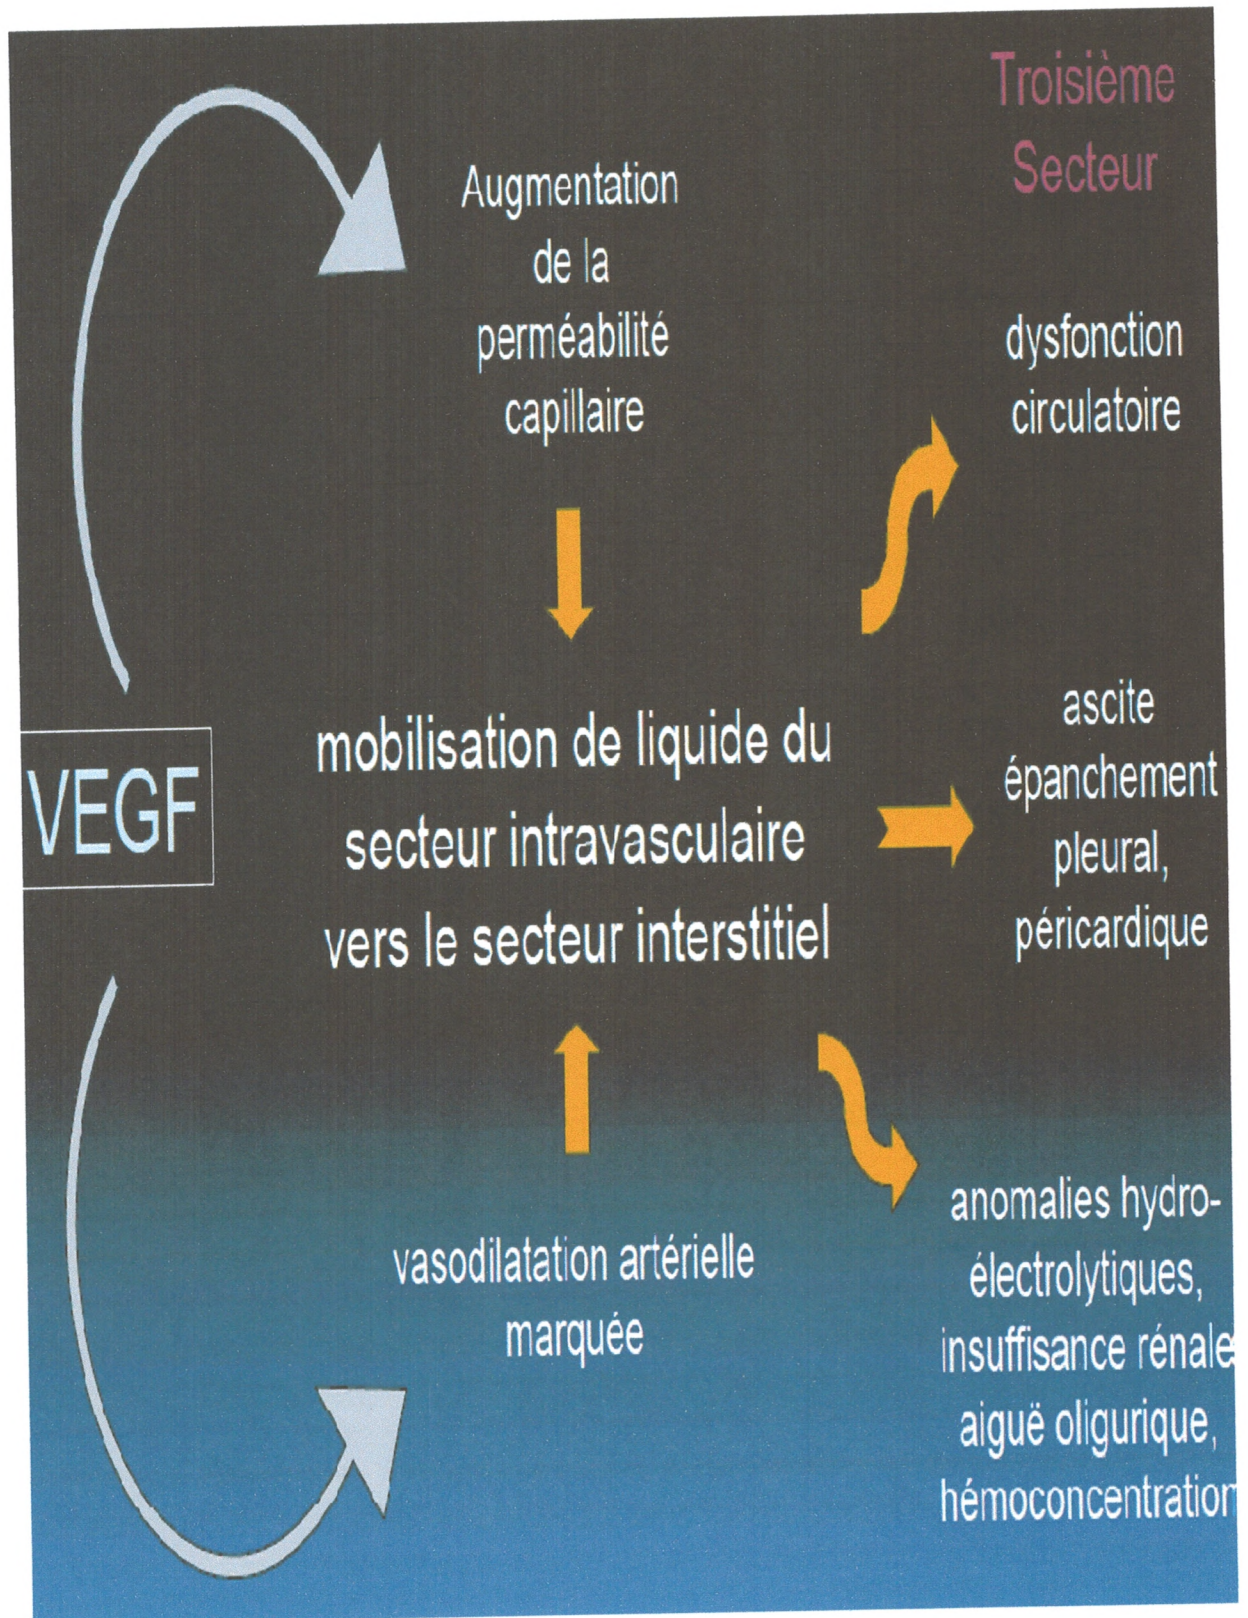 Troisième
Secteur
Augmentation
de la
perméabilité
capillaire
dysfonction
circulatoire
VEGF
mobilisation de liquide du
secteur intravasculaire
vers le secteur interstitiel
ascite
épanchement
pleural,
péricardique
vasodilatation artérielle
marquée
anomalies hydro-
électrolytiques,
insuffisance rénale
aiguë oligurique,
hémoconcentration